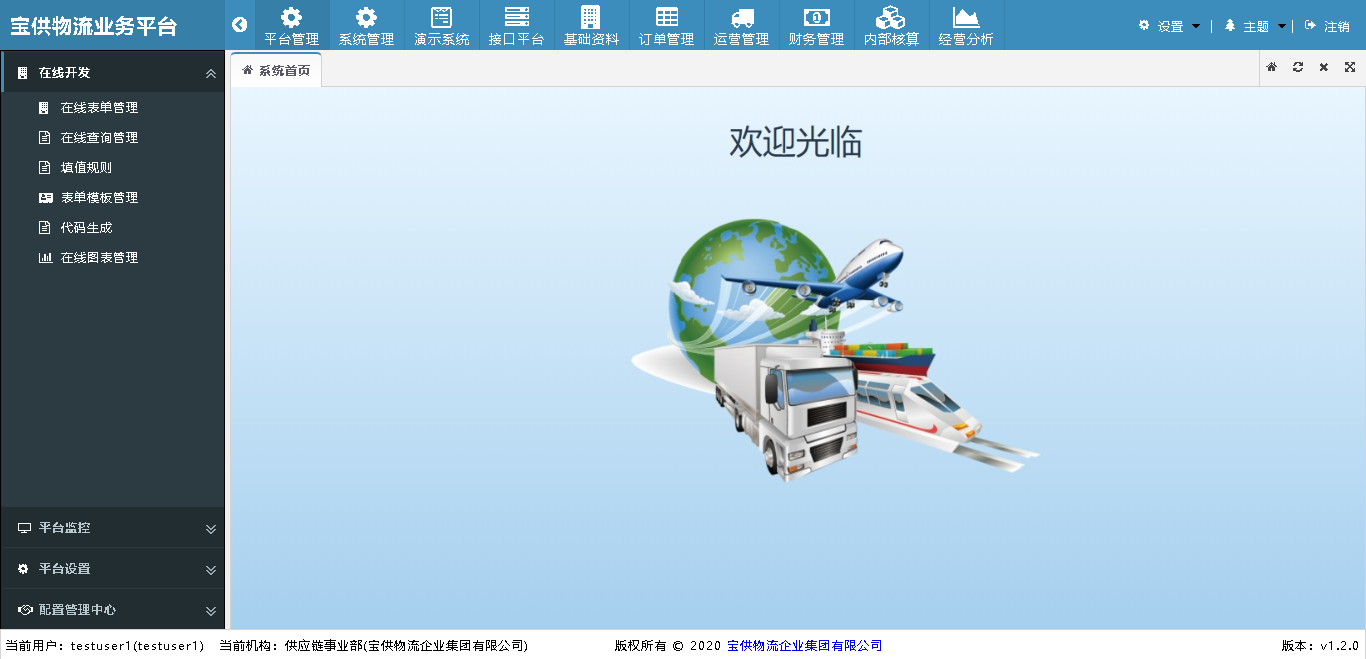 宝供物流业务平台
平台管理 系统管理 演示系统 接口平台 基础资料 订单管理 运营管理 财务管理 内部核算 经营分析
设置 | 主题 | 注销
在线开发
在线表单管理
在线查询管理
填值规则
表单模板管理
代码生成
在线图表管理
平台监控
平台设置
配置管理中心
系统首页
欢迎光临
当前用户：testuser1(testuser1) 当前机构：供应链事业部(宝供物流企业集团有限公司) 版权所有 © 2020 宝供物流企业集团有限公司 版本：v1.2.0